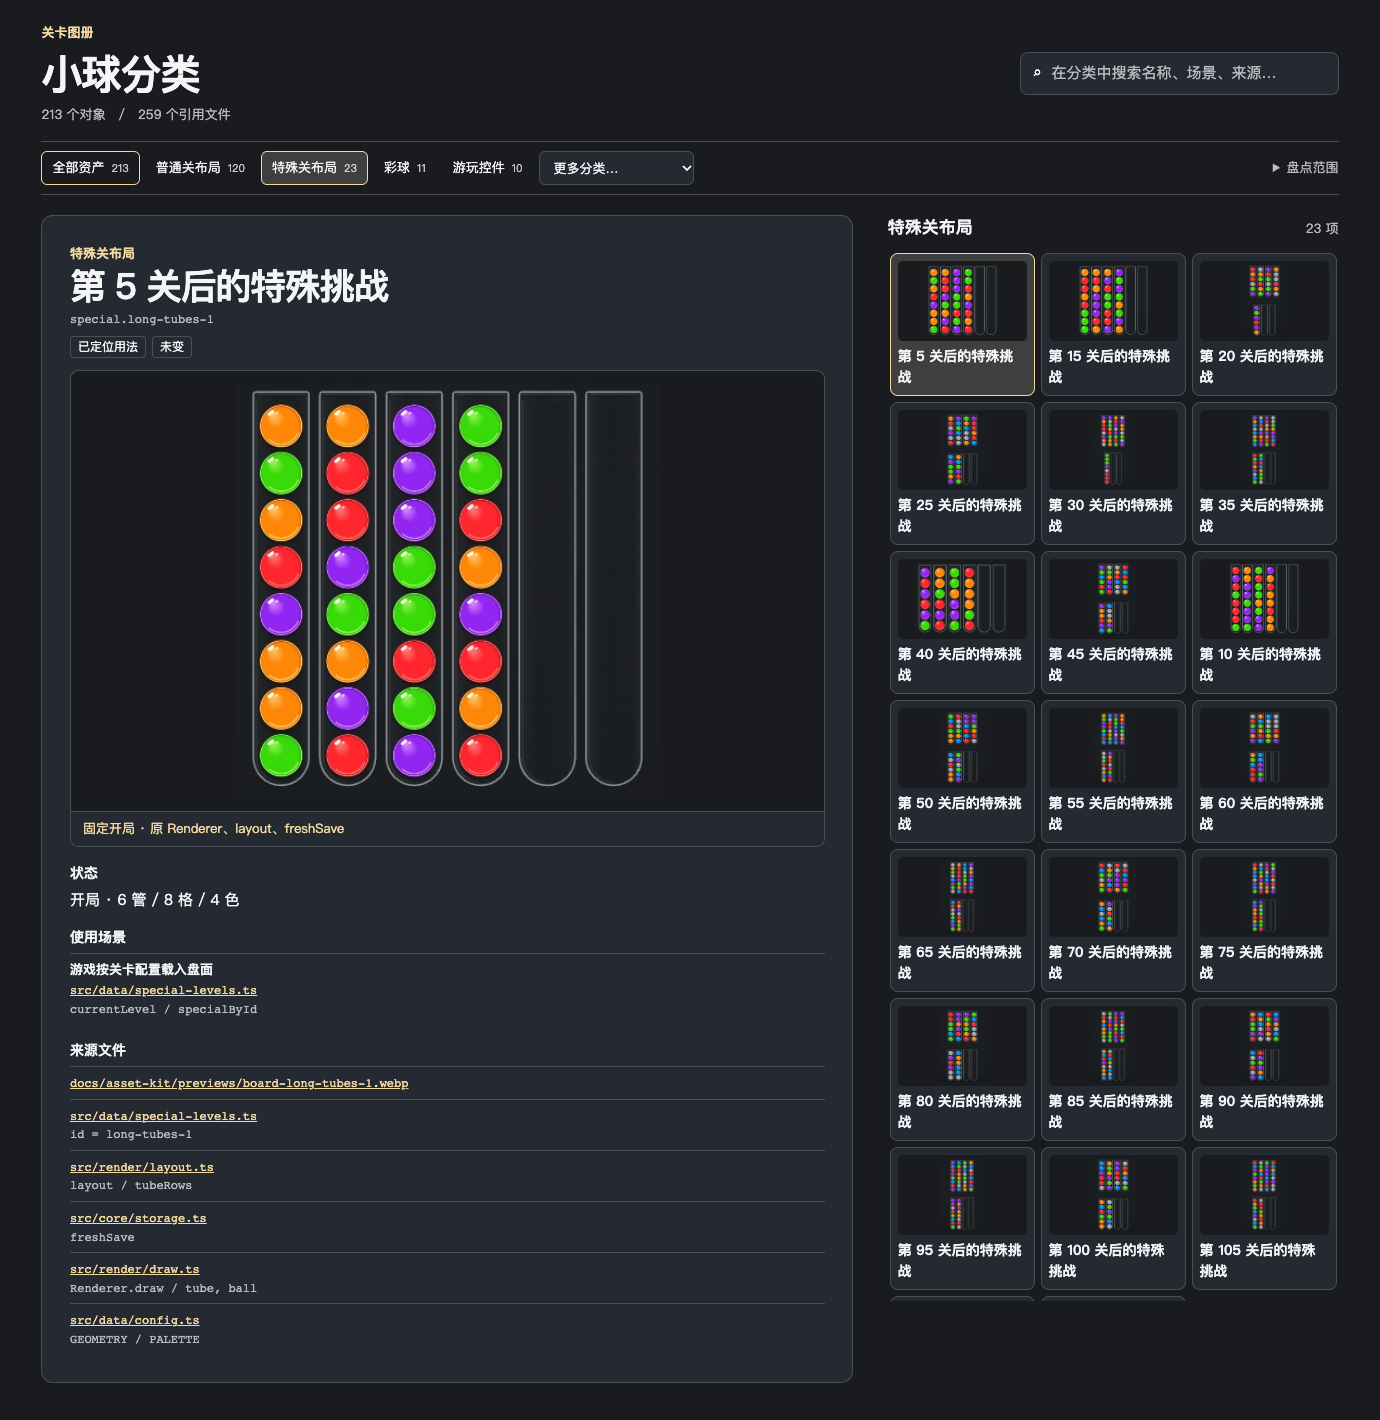 关卡图册
小球分类
213 个对象 / 259 个引用文件
在分类中搜索名称、场景、来源...
全部资产 213 普通关布局 120 特殊关布局 23 彩球 11 游玩控件 10 更多分类... ▶ 盘点范围
特殊关布局
第 5 关后的特殊挑战
special.long-tubes-1
已定位用法 未变
固定开局 · 原 Renderer、layout、freshSave
状态
开局 · 6 管 / 8 格 / 4 色
使用场景
游戏按关卡配置载入盘面
src/data/special-levels.ts
currentLevel / specialById
来源文件
docs/asset-kit/previews/board-long-tubes-1.webp
src/data/special-levels.ts
id = long-tubes-1
src/render/layout.ts
layout / tubeRows
src/core/storage.ts
freshSave
src/render/draw.ts
Renderer.draw / tube, ball
src/data/config.ts
GEOMETRY / PALETTE
特殊关布局 23 项
第 5 关后的特殊挑
战
第 15 关后的特殊挑
战
第 20 关后的特殊挑
战
第 25 关后的特殊挑
战
第 30 关后的特殊挑
战
第 35 关后的特殊挑
战
第 40 关后的特殊挑
战
第 45 关后的特殊挑
战
第 10 关后的特殊挑
战
第 50 关后的特殊挑
战
第 55 关后的特殊挑
战
第 60 关后的特殊挑
战
第 65 关后的特殊挑
战
第 70 关后的特殊挑
战
第 75 关后的特殊挑
战
第 80 关后的特殊挑
战
第 85 关后的特殊挑
战
第 90 关后的特殊挑
战
第 95 关后的特殊挑
战
第 100 关后的特殊
挑战
第 105 关后的特殊
挑战